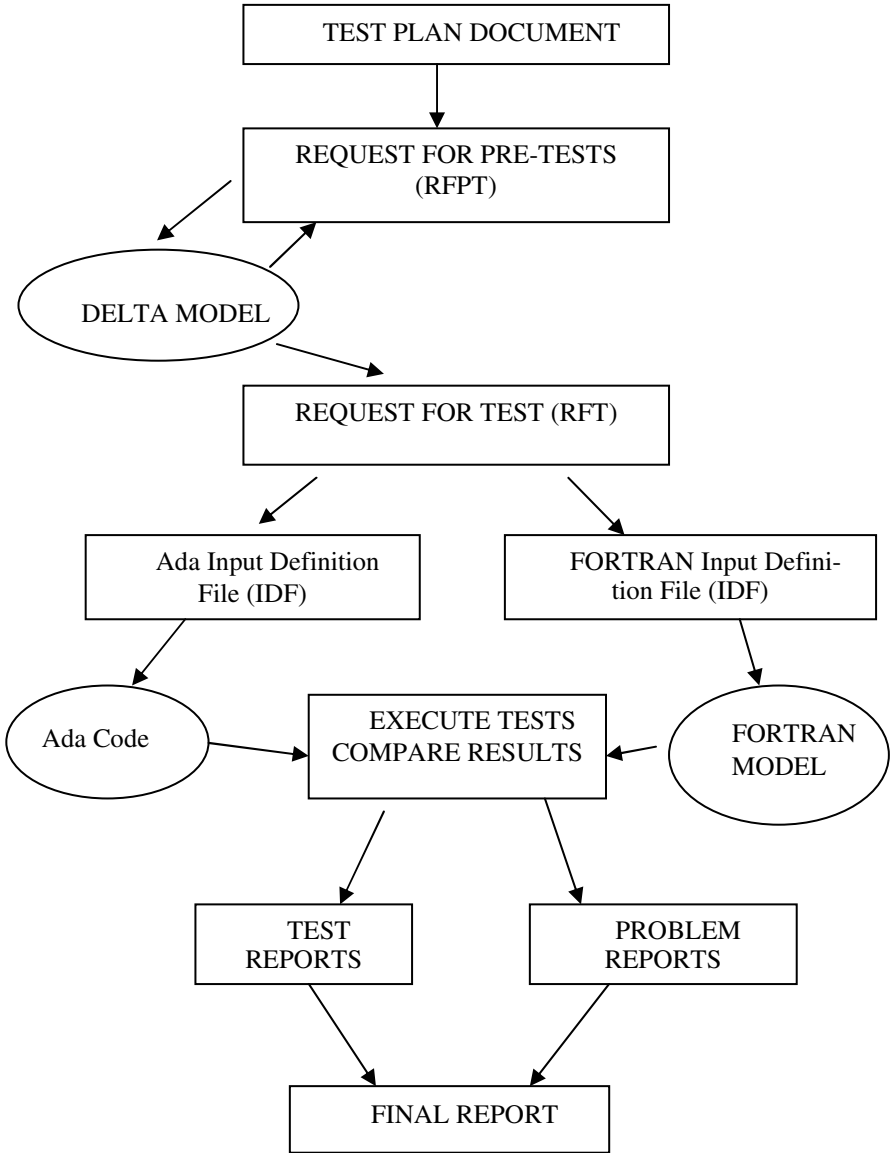 TEST PLAN DOCUMENT
REQUEST FOR PRE-TESTS
(RFPT)
DELTA MODEL
REQUEST FOR TEST (RFT)
Ada Input Definition
File (IDF)
FORTRAN Input Defini-
tion File (IDF)
Ada Code
EXECUTE TESTS
COMPARE RESULTS
FORTRAN
MODEL
TEST
REPORTS
PROBLEM
REPORTS
FINAL REPORT